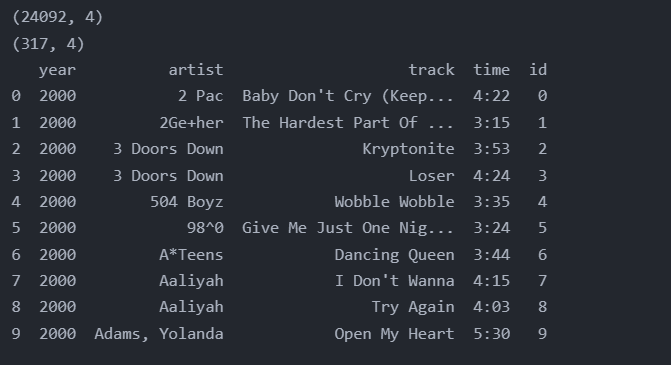 (24092, 4)
(317, 4)
year artist track time id
0 2000 2 Pac Baby Don't Cry (Keep... 4:22 0
1 2000 2Ge+her The Hardest Part Of ... 3:15 1
2 2000 3 Doors Down Kryptonite 3:53 2
3 2000 3 Doors Down Loser 4:24 3
4 2000 504 Boyz Wobble Wobble 3:35 4
5 2000 98^0 Give Me Just One Nig... 3:24 5
6 2000 A*Teens Dancing Queen 3:44 6
7 2000 Aaliyah I Don't Wanna 4:15 7
8 2000 Aaliyah Try Again 4:03 8
9 2000 Adams, Yolanda Open My Heart 5:30 9